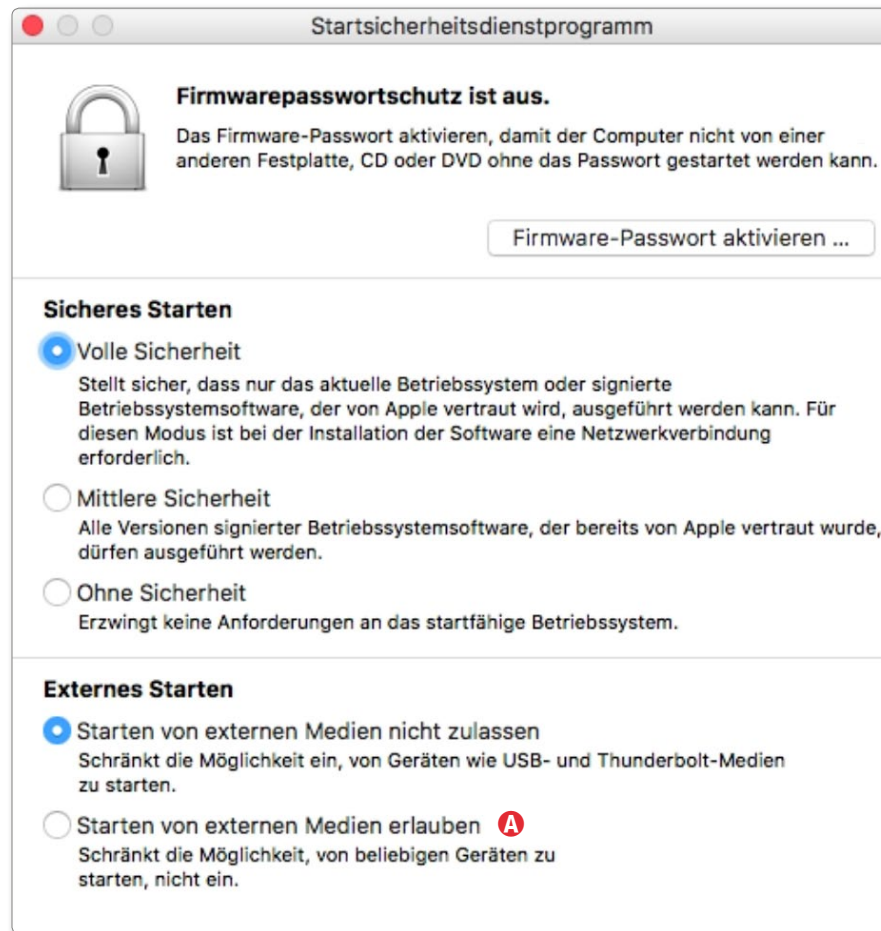 Startsicherheitsdienstprogramm
Firmwarepasswortschutz ist aus.
Das Firmware-Passwort aktivieren, damit der Computer nicht von einer
anderen Festplatte, CD oder DVD ohne das Passwort gestartet werden kann.
Firmware-Passwort aktivieren ...
Sicheres Starten
Volle Sicherheit
Stellt sicher, dass nur das aktuelle Betriebssystem oder signierte
Betriebssystemsoftware, der von Apple vertraut wird, ausgeführt werden kann. Für
diesen Modus ist bei der Installation der Software eine Netzwerkverbindung
erforderlich.
Mittlere Sicherheit
Alle Versionen signierter Betriebssystemsoftware, der bereits von Apple vertraut wurde,
dürfen ausgeführt werden.
Ohne Sicherheit
Erzwingt keine Anforderungen an das startfähige Betriebssystem.
Externes Starten
Starten von externen Medien nicht zulassen
Schränkt die Möglichkeit ein, von Geräten wie USB- und Thunderbolt-Medien
zu starten.
Starten von externen Medien erlauben A
Schränkt die Möglichkeit, von beliebigen Geräten zu
starten, nicht ein.